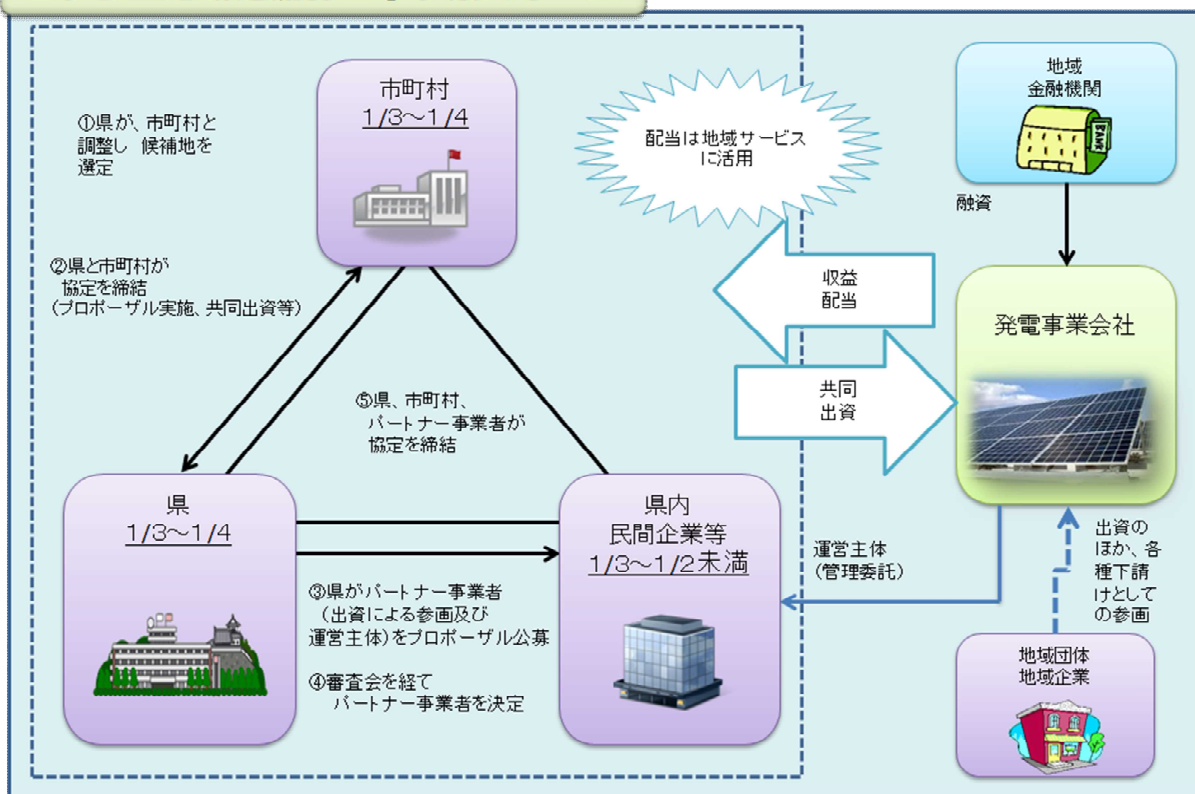 ①県が、市町村と
調整し 候補地を
選定
市町村
1/3～1/4
配当は地域サービス
に活用
地域
金融機関
BANK
融資
②県と市町村が
協定を締結
(プロポーザル実施、共同出資等)
収益
配当
発電事業会社
共同
出資
⑤県、市町村、
パートナー事業者が
協定を締結
県
1/3～1/4
県内
民間企業等
1/3～1/2未満
③県がパートナー事業者
(出資による参画及び
運営主体)をプロポーザル公募
④審査会を経て
パートナー事業者を決定
運営主体
(管理委託)
出資の
ほか、各
種下請
けとして
の参画
地域団体
地域企業